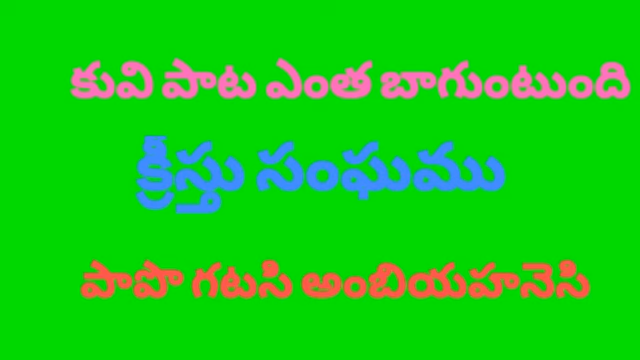 కువి పాట ఎంత బాగుంటుంది
క్రీస్తు సంఘము
పాపొ గటసి అంబియహనెసి